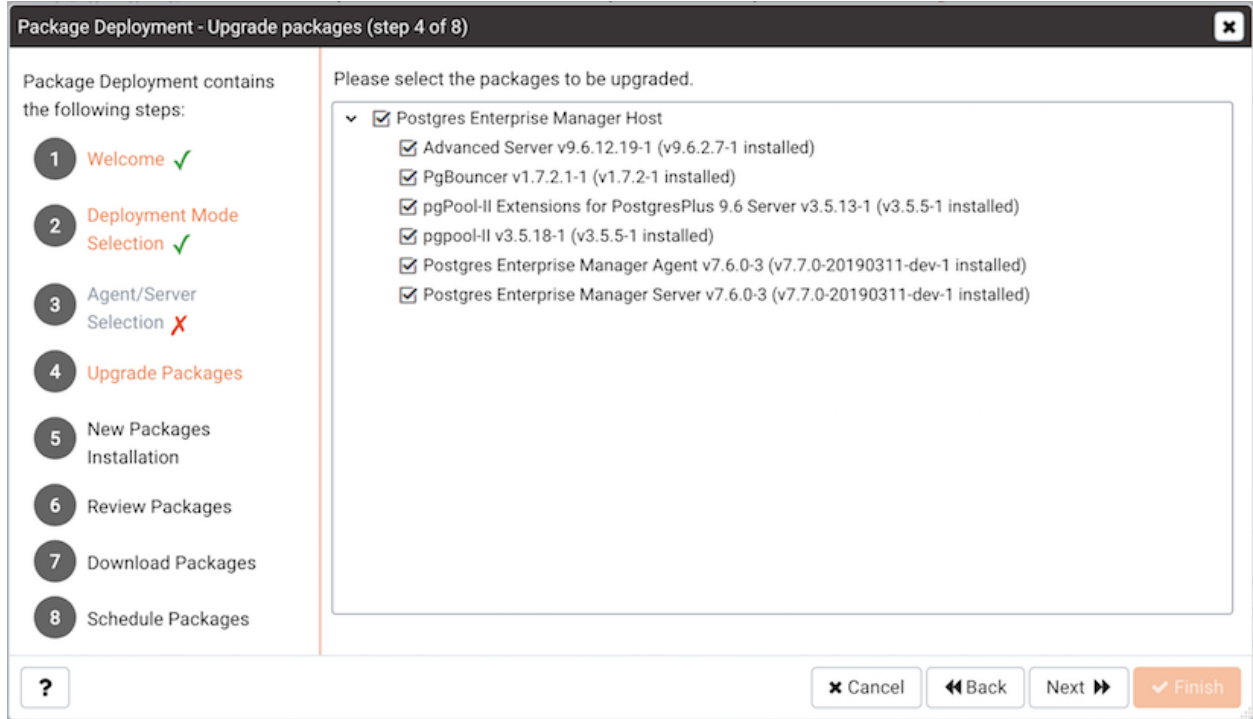 Package Deployment - Upgrade packages (step 4 of 8)
Package Deployment contains
the following steps:
1 Welcome
2 Deployment Mode
Selection
3 Agent/Server
Selection
4 Upgrade Packages
5 New Packages
Installation
6 Review Packages
7 Download Packages
8 Schedule Packages
Please select the packages to be upgraded.
Postgres Enterprise Manager Host
Advanced Server v9.6.12.19-1 (v9.6.2.7-1 installed)
PgBouncer v1.7.2.1-1 (v1.7.2-1 installed)
pgPool-II Extensions for PostgresPlus 9.6 Server v3.5.13-1 (v3.5.5-1 installed)
pgpool-II v3.5.18-1 (v3.5.5-1 installed)
Postgres Enterprise Manager Agent v7.6.0-3 (v7.7.0-20190311-dev-1 installed)
Postgres Enterprise Manager Server v7.6.0-3 (v7.7.0-20190311-dev-1 installed)
? Cancel Back Next Finish